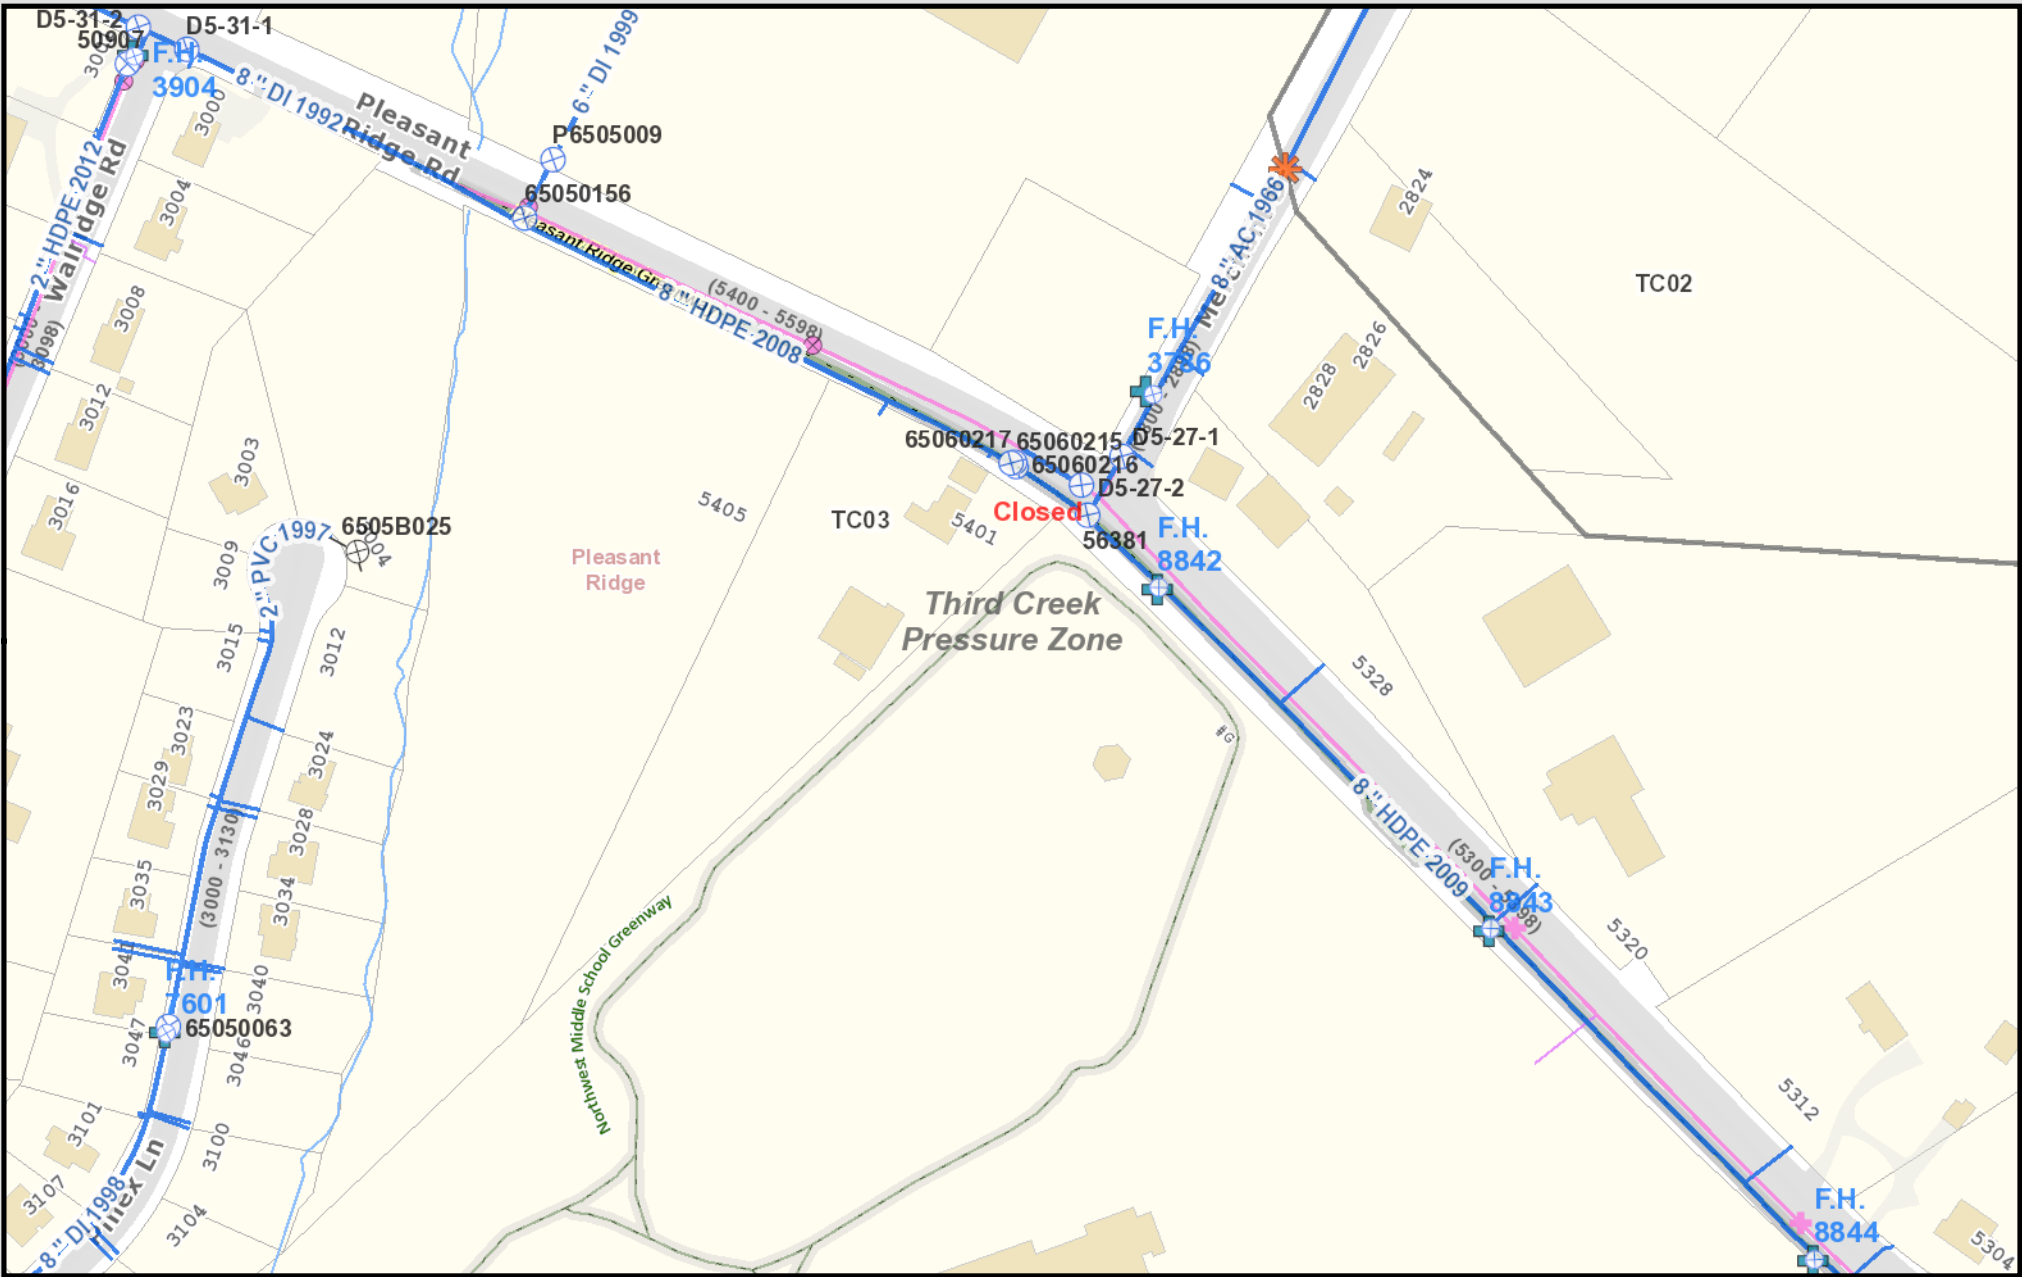 D5-31-2
D5-31-1
50907
F.H.
3904
8 " DI 1992
Pleasant
Ridge Rd
6 " DI 1999
P6505009
65050156
3000
3004
3008
3012
3016
2 " HDPE 2012
3098)
asant Ridge Gr
8 " HDPE 2008
(5400 - 5598)
8 " AC 1966
2824
TC02
2826
2828
F.H.
65060217
65060215
D5-27-1
65060216
D5-27-2
Closed
56381
F.H.
8842
TC03
5405
5401
Pleasant
Ridge
Third Creek
Pressure Zone
3003
6505B025
2 " PVC 1997
3009
3015
3012
3023
3024
3029
3028
3035
3034
(3000 - 3130)
3040
F.H.
7601
65050063
3047
3046
3101
3100
3107
3104
8 " DI 1998
Ln
Northwest Middle School Greenway
#G
5328
8 " HDPE 2009
F.H.
8843
5320
5312
F.H.
8844
5304